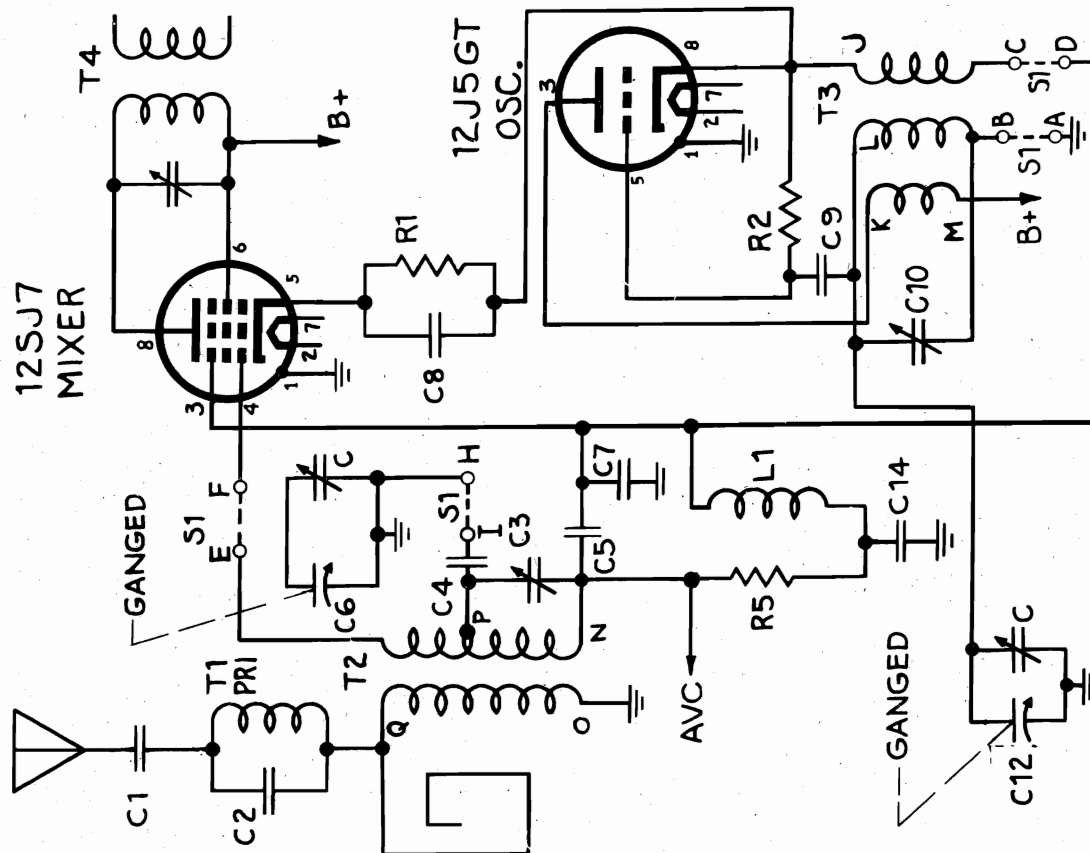 12SJ7
MIXER
T4
B+
8
6
3
4
5
1
2
7
R1
C8
12J5GT
OSC.
3
5
8
1
2
7
R2
C9
T3
J
L
K
M
B+
B
A
S1
C
D
S1
C10
S1
E
F
GANGED
C6
C
H
S1
I
C4
P
C3
N
C5
C7
L1
R5
C14
AVC
T1
PRI
T2
C1
C2
Q
O
GANGED
C12
C